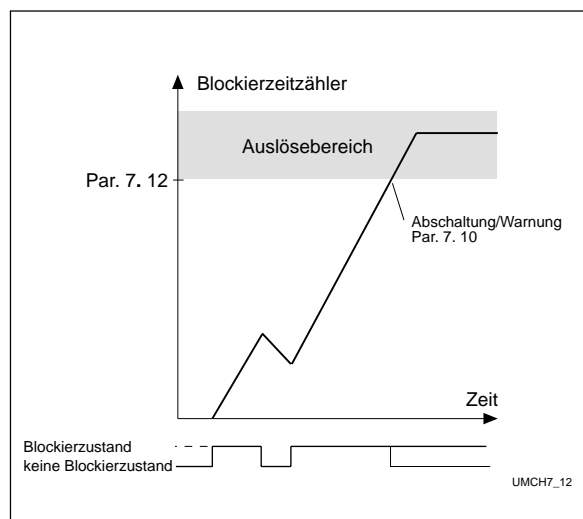 Blockierzeitzähler
Auslösebereich
Par. 7. 12
Abschaltung/Warnung
Par. 7. 10
Zeit
Blockierzustand
keine Blockierzustand
UMCH7_12